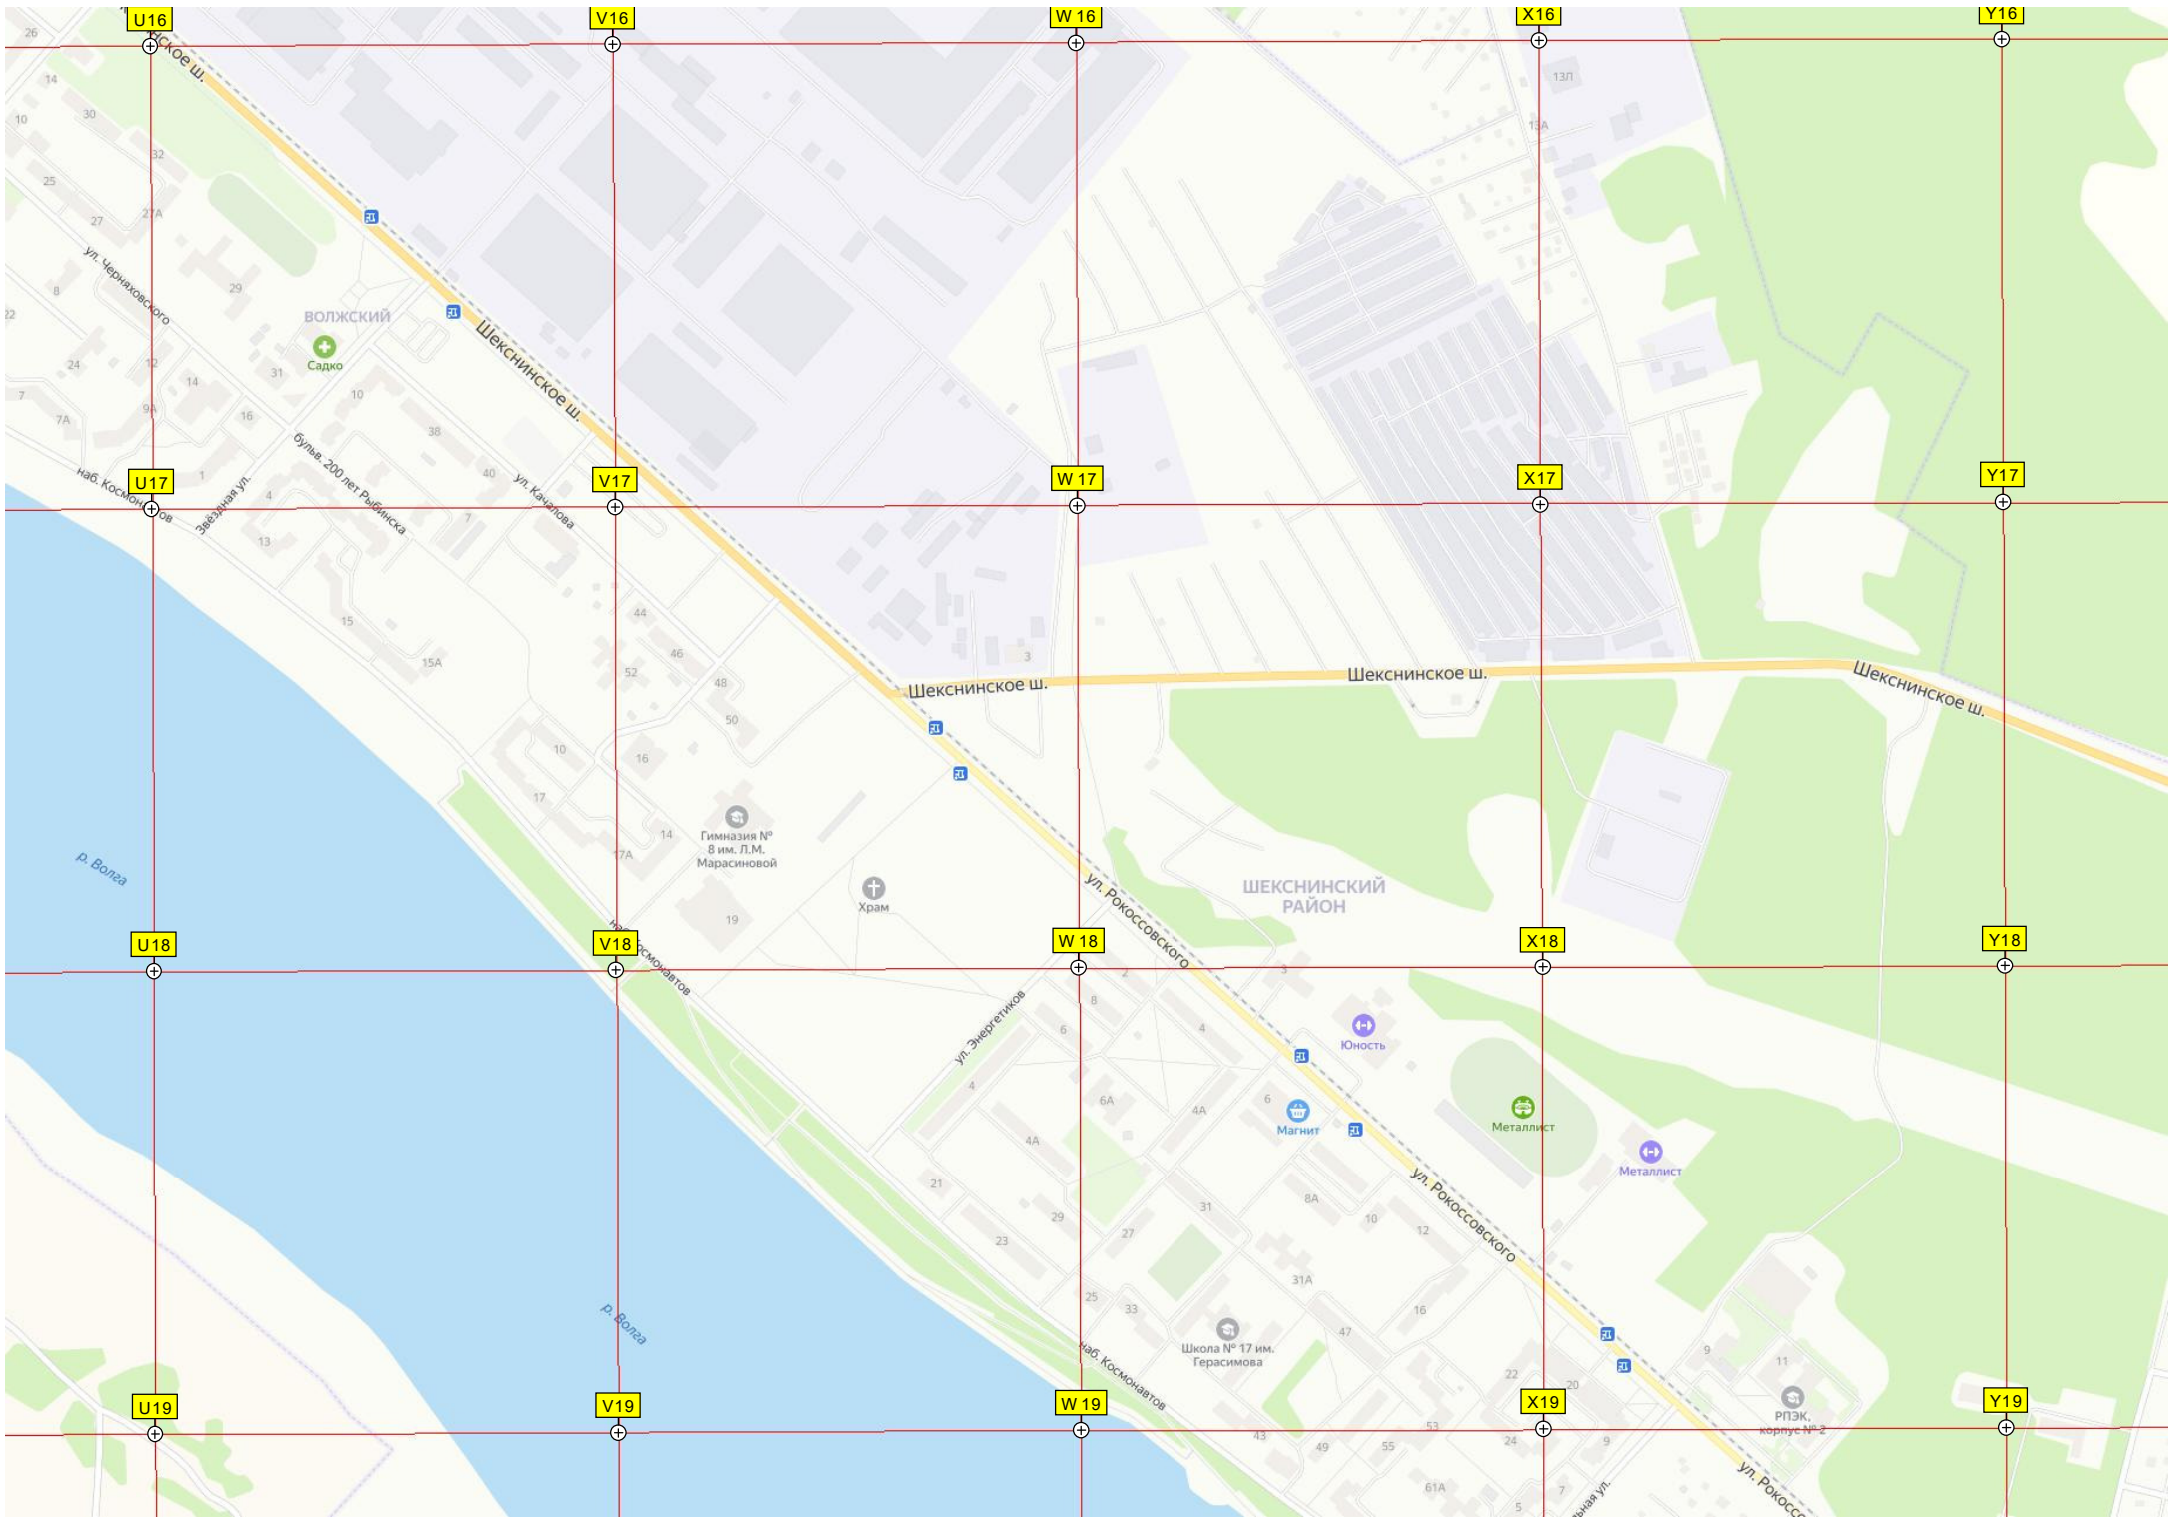 U16
V16
W 16
X16
Y16
26
НСКОЕ Ш.
14
13Л
30
10
13А
32
25
27А
27
ул. Черняховского
29
8
22
ВОЛЖСКИЙ
Шекснинское ш.
Садко
24
12
31
14
7
10
9А
16
7А
38
бульв. 200 лет Рыбинска
40
ул. Качалова
наб. Космонавтов
U17
V17
W 17
X17
Y17
1
4
Звёздная ул.
7
13
15
44
15А
46
3
52
48
Шекснинское ш.
Шекснинское ш.
Шекснинское ш.
50
10
16
17
14
Гимназия №
8 им. Л.М.
Марасиновой
17А
р. Волга
Храм
ул. Рокоссовского
ШЕКСНИНСКИЙ
РАЙОН
19
наб. Космонавтов
U18
V18
W 18
X18
Y18
2
3
8
ул. Энергетиков
6
4
Юность
4
6А
4А
6
Магнит
Металлист
4А
Металлист
21
8А
31
29
10
12
27
23
ул. Рокоссовского
31А
25
33
16
р. Волга
47
Школа № 17 им.
Герасимова
наб. Космонавтов
9
11
22
20
U19
V19
W 19
X19
Y19
РПЭК,
корпус № 2
53
43
49
55
24
9
61А
7
5
ьная ул.
ул. Рокоссо